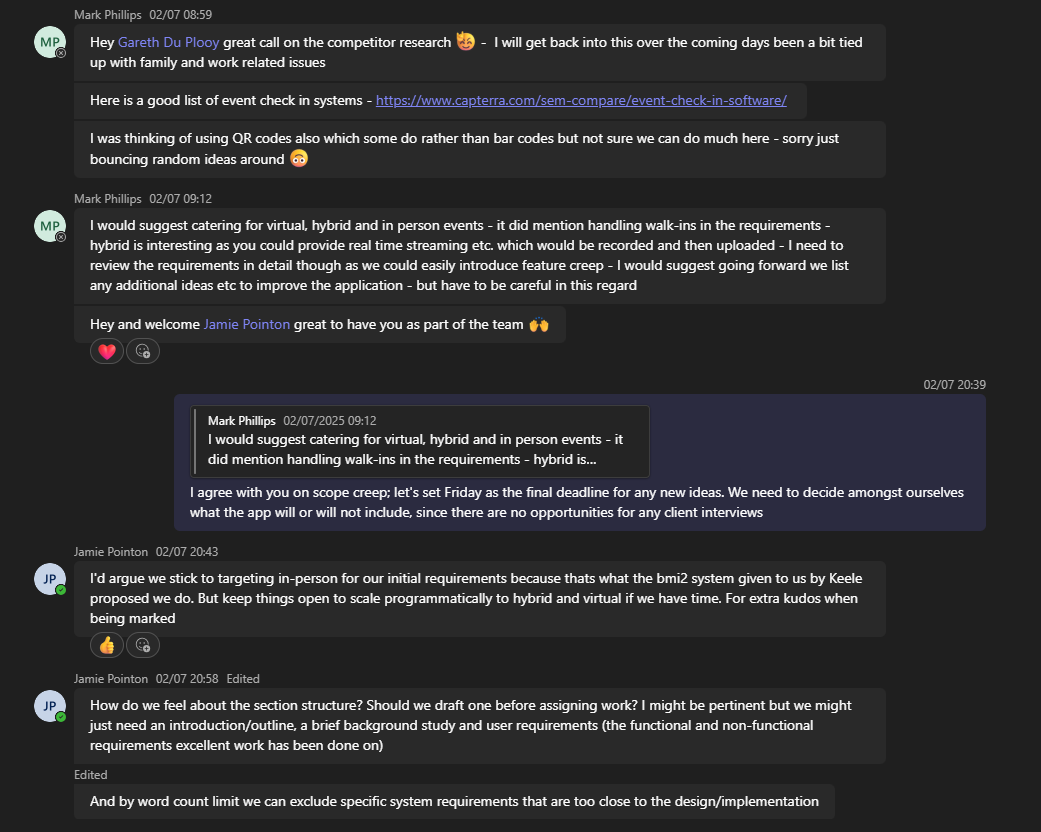 Mark Phillips 02/07 08:59
MP
Hey Gareth Du Plooy great call on the competitor research - I will get back into this over the coming days been a bit tied
up with family and work related issues
Here is a good list of event check in systems - https://www.capterra.com/sem-compare/event-check-in-software/
I was thinking of using QR codes also which some do rather than bar codes but not sure we can do much here - sorry just
bouncing random ideas around
Mark Phillips 02/07 09:12
MP
I would suggest catering for virtual, hybrid and in person events - it did mention handling walk-ins in the requirements -
hybrid is interesting as you could provide real time streaming etc. which would be recorded and then uploaded - I need to
review the requirements in detail though as we could easily introduce feature creep - I would suggest going forward we list
any additional ideas etc to improve the application - but have to be careful in this regard
Hey and welcome Jamie Pointon great to have you as part of the team
02/07 20:39
Mark Phillips 02/07/2025 09:12
I would suggest catering for virtual, hybrid and in person events - it
did mention handling walk-ins in the requirements - hybrid is...
I agree with you on scope creep; let's set Friday as the final deadline for any new ideas. We need to decide amongst ourselves
what the app will or will not include, since there are no opportunities for any client interviews
Jamie Pointon 02/07 20:43
JP
I'd argue we stick to targeting in-person for our initial requirements because thats what the bmi2 system given to us by Keele
proposed we do. But keep things open to scale programmatically to hybrid and virtual if we have time. For extra kudos when
being marked
Jamie Pointon 02/07 20:58 Edited
JP
How do we feel about the section structure? Should we draft one before assigning work? I might be pertinent but we might
just need an introduction/outline, a brief background study and user requirements (the functional and non-functional
requirements excellent work has been done on)
Edited
And by word count limit we can exclude specific system requirements that are too close to the design/implementation